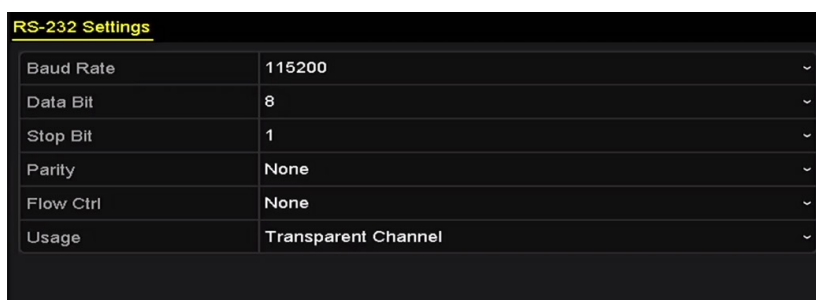 RS-232 Settings
Baud Rate 115200
Data Bit 8
Stop Bit 1
Parity None
Flow Ctrl None
Usage Transparent Channel